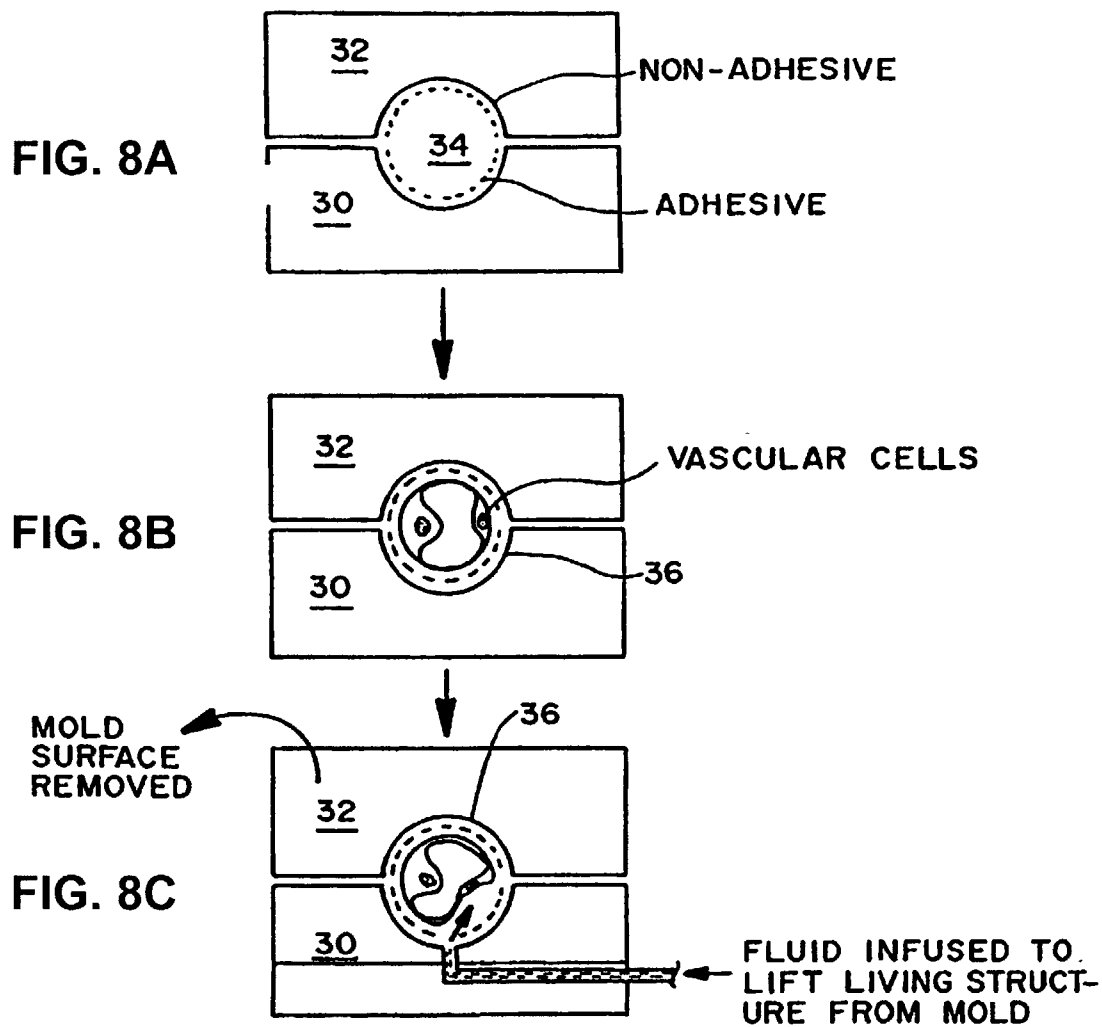 32
NON-ADHESIVE
FIG. 8A
34
30
ADHESIVE
32
VASCULAR CELLS
FIG. 8B
30
36
36
MOLD
SURFACE
REMOVED
32
FIG. 8C
30
FLUID INFUSED TO
LIFT LIVING STRUCT-
URE FROM MOLD